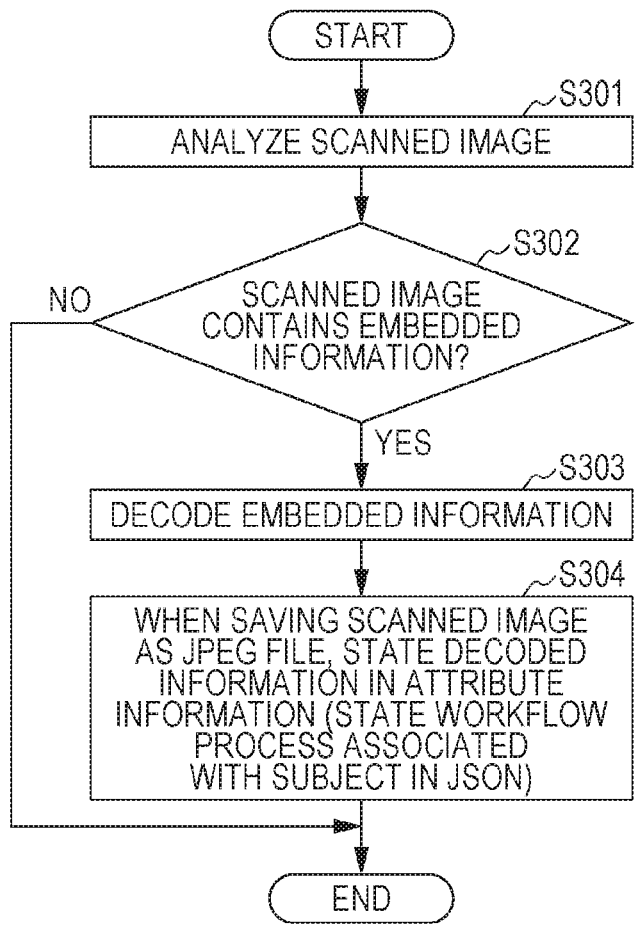 START
S301
ANALYZE SCANNED IMAGE
S302
NO
SCANNED IMAGE
CONTAINS EMBEDDED
INFORMATION?
YES
S303
DECODE EMBEDDED INFORMATION
S304
WHEN SAVING SCANNED IMAGE
AS JPEG FILE, STATE DECODED
INFORMATION IN ATTRIBUTE
INFORMATION (STATE WORKFLOW
PROCESS ASSOCIATED
WITH SUBJECT IN JSON)
END